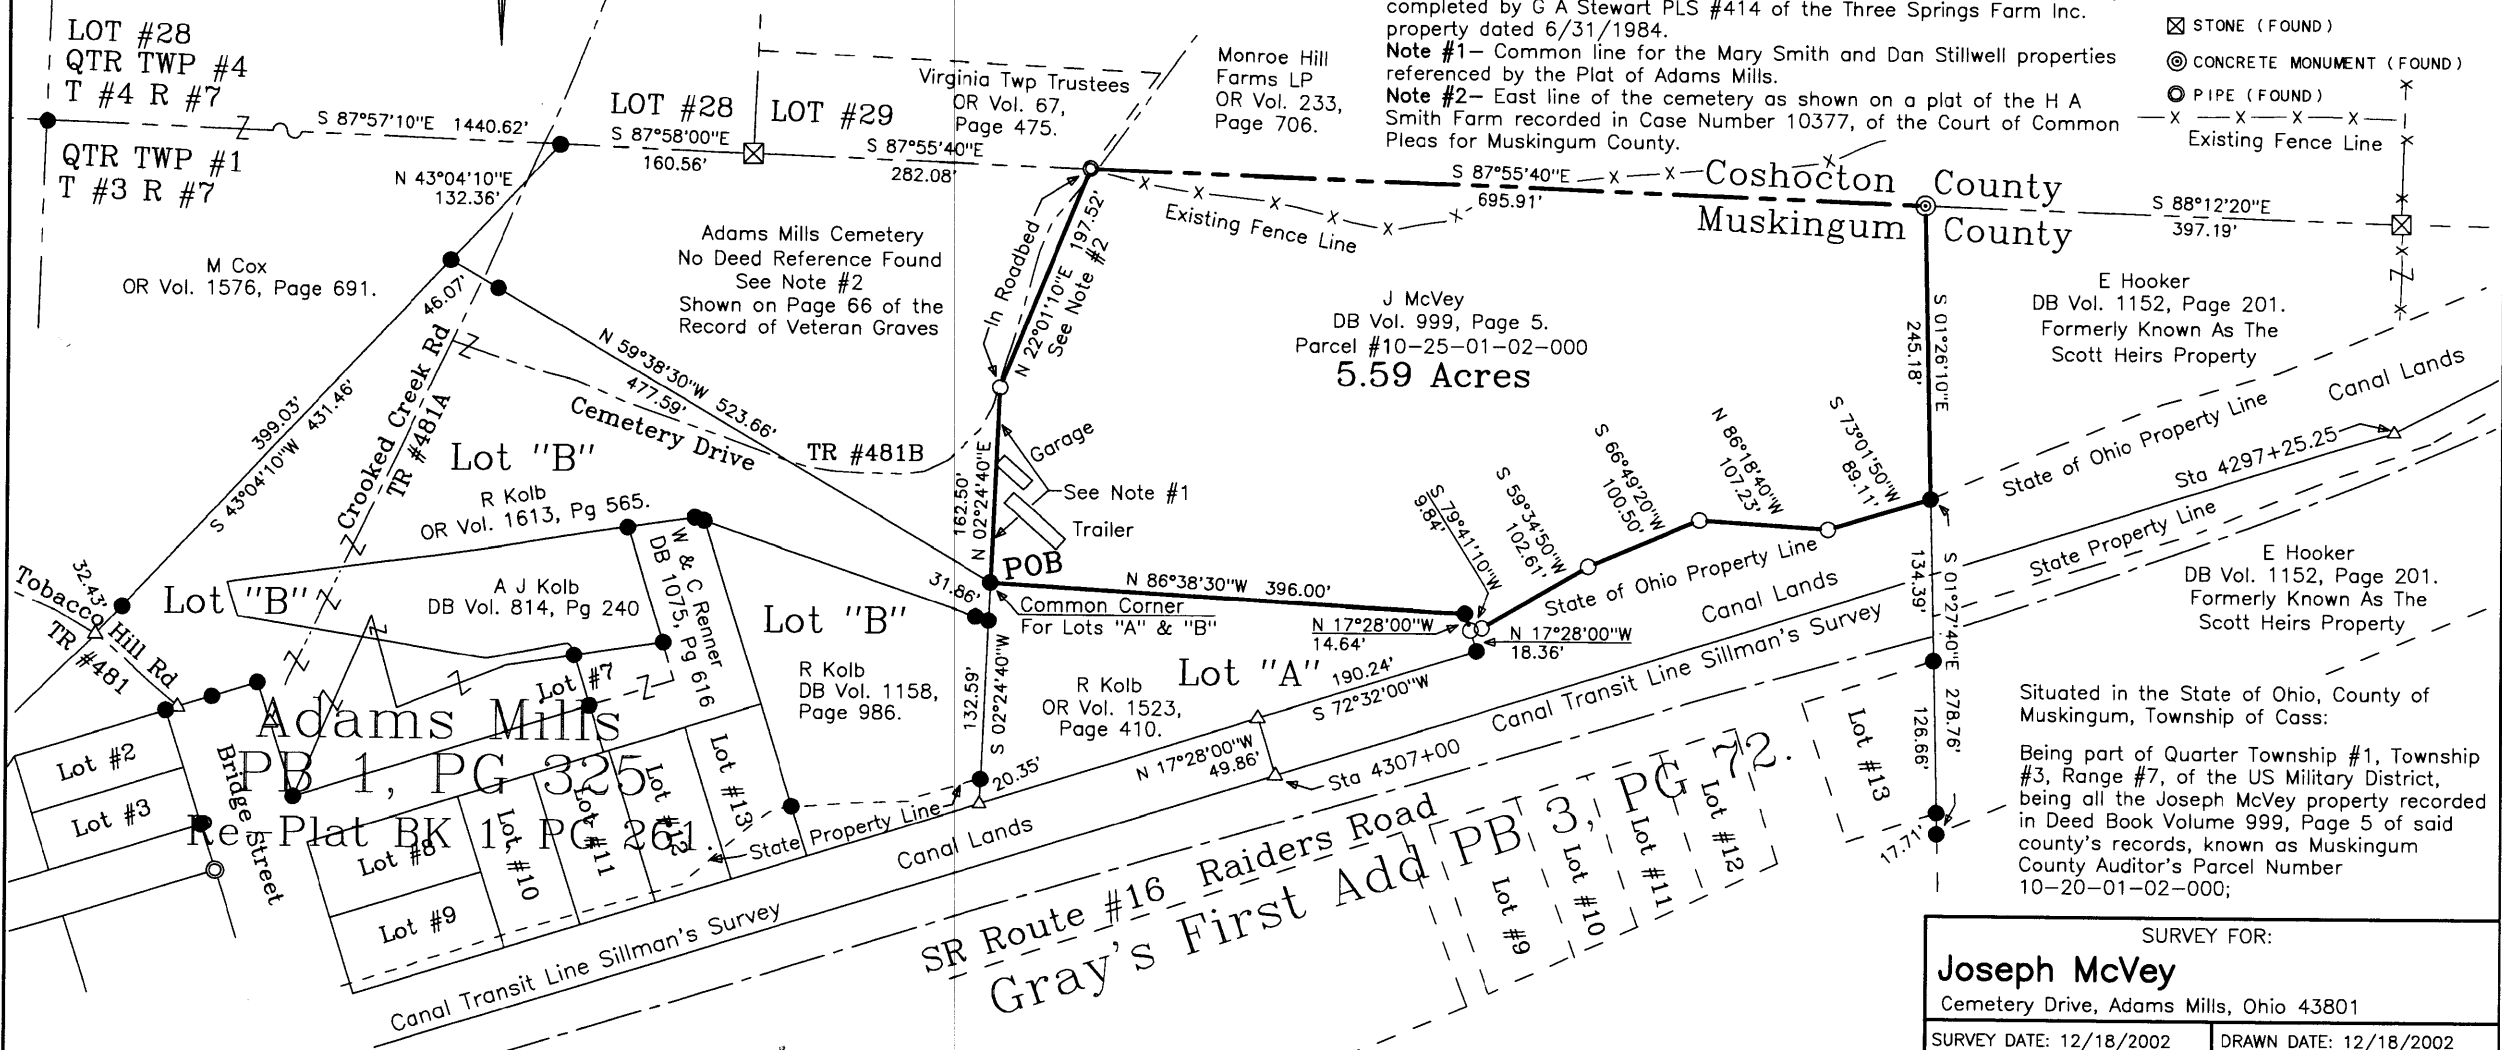 completed by G A Stewart PLS #414 of the Three Springs Farm Inc.
property dated 6/31/1984.
Note #1— Common line for the Mary Smith and Dan Stillwell properties
referenced by the Plat of Adams Mills.
Note #2— East line of the cemetery as shown on a plat of the H A
Smith Farm recorded in Case Number 10377, of the Court of Common
Pleas for Muskingum County.
STONE (FOUND)
CONCRETE MONUMENT (FOUND)
PIPE (FOUND)
Existing Fence Line
LOT #28
QTR TWP #4
T #4 R #7
QTR TWP #1
T #3 R #7
S 87°57'10"E 1440.62'
LOT #28
S 87°58'00"E
160.56'
LOT #29
Virginia Twp Trustees
OR Vol. 67,
Page 475.
S 87°55'40"E
282.08'
Monroe Hill
Farms LP
OR Vol. 233,
Page 706.
S 87°55'40"E
695.91'
Coshocton County
Muskingum County
S 88°12'20"E
397.19'
Existing Fence Line
N 43°04'10"E
132.36'
M Cox
OR Vol. 1576, Page 691.
Adams Mills Cemetery
No Deed Reference Found
See Note #2
Shown on Page 66 of the
Record of Veteran Graves
In Roadbed
N 22°01'10"E 197.52'
See Note #2
J McVey
DB Vol. 999, Page 5.
Parcel #10-25-01-02-000
5.59 Acres
S 01°26'10"E
245.18'
E Hooker
DB Vol. 1152, Page 201.
Formerly Known As The
Scott Heirs Property
46.07'
N 59°38'30"W 523.66'
477.59'
399.03'
S 43°04'10"W 431.46'
Crooked Creek Rd
TR #481A
Cemetery Drive
TR #481B
Lot "B"
R Kolb
OR Vol. 1613, Pg 565.
162.50'
N 02°24'40"E
Garage
See Note #1
Trailer
POB
N 86°38'30"W 396.00'
Common Corner
For Lots "A" & "B"
31.86'
S 79°41'10"W
9.84'
S 59°34'50"W
102.61'
S 66°49'20"W
100.50'
N 86°18'40"W
107.23'
S 73°01'50"W
89.11'
State of Ohio Property Line
Canal Lands
Sta 4297+25.25
State Property Line
State of Ohio Property Line
Canal Lands
Canal Transit Line Sillman's Survey
N 17°28'00"W
14.64'
N 17°28'00"W
18.36'
E Hooker
DB Vol. 1152, Page 201.
Formerly Known As The
Scott Heirs Property
S 01°27'40"E 278.76'
134.39'
126.66'
17.71'
32.43'
Tobacco Hill Rd
TR #481
Lot "B"
A J Kolb
DB Vol. 814, Pg 240
W & C Renner
DB 1075, Pg 616
Lot "B"
R Kolb
DB Vol. 1158,
Page 986.
132.59'
S 02°24'40"W
R Kolb
OR Vol. 1523,
Page 410.
Lot "A"
190.24'
S 72°32'00"W
N 17°28'00"W
49.86'
20.35'
Sta 4307+00
Lot #7
Adams Mills
PB 1, PG 325
Re-Plat BK 1 PG 261.
Lot #2
Lot #3
Bridge Street
Lot #8
Lot #9
Lot #10
Lot #11
Lot #12
Lot #13
State Property Line
Canal Lands
Canal Transit Line Sillman's Survey
SR Route #16 Raiders Road
Gray's First Add PB 3, PG 72.
Lot #9
Lot #10
Lot #11
Lot #12
Lot #13
Situated in the State of Ohio, County of
Muskingum, Township of Cass:
Being part of Quarter Township #1, Township
#3, Range #7, of the US Military District,
being all the Joseph McVey property recorded
in Deed Book Volume 999, Page 5 of said
county's records, known as Muskingum
County Auditor's Parcel Number
10-20-01-02-000;
SURVEY FOR:
Joseph McVey
Cemetery Drive, Adams Mills, Ohio 43801
SURVEY DATE: 12/18/2002
DRAWN DATE: 12/18/2002